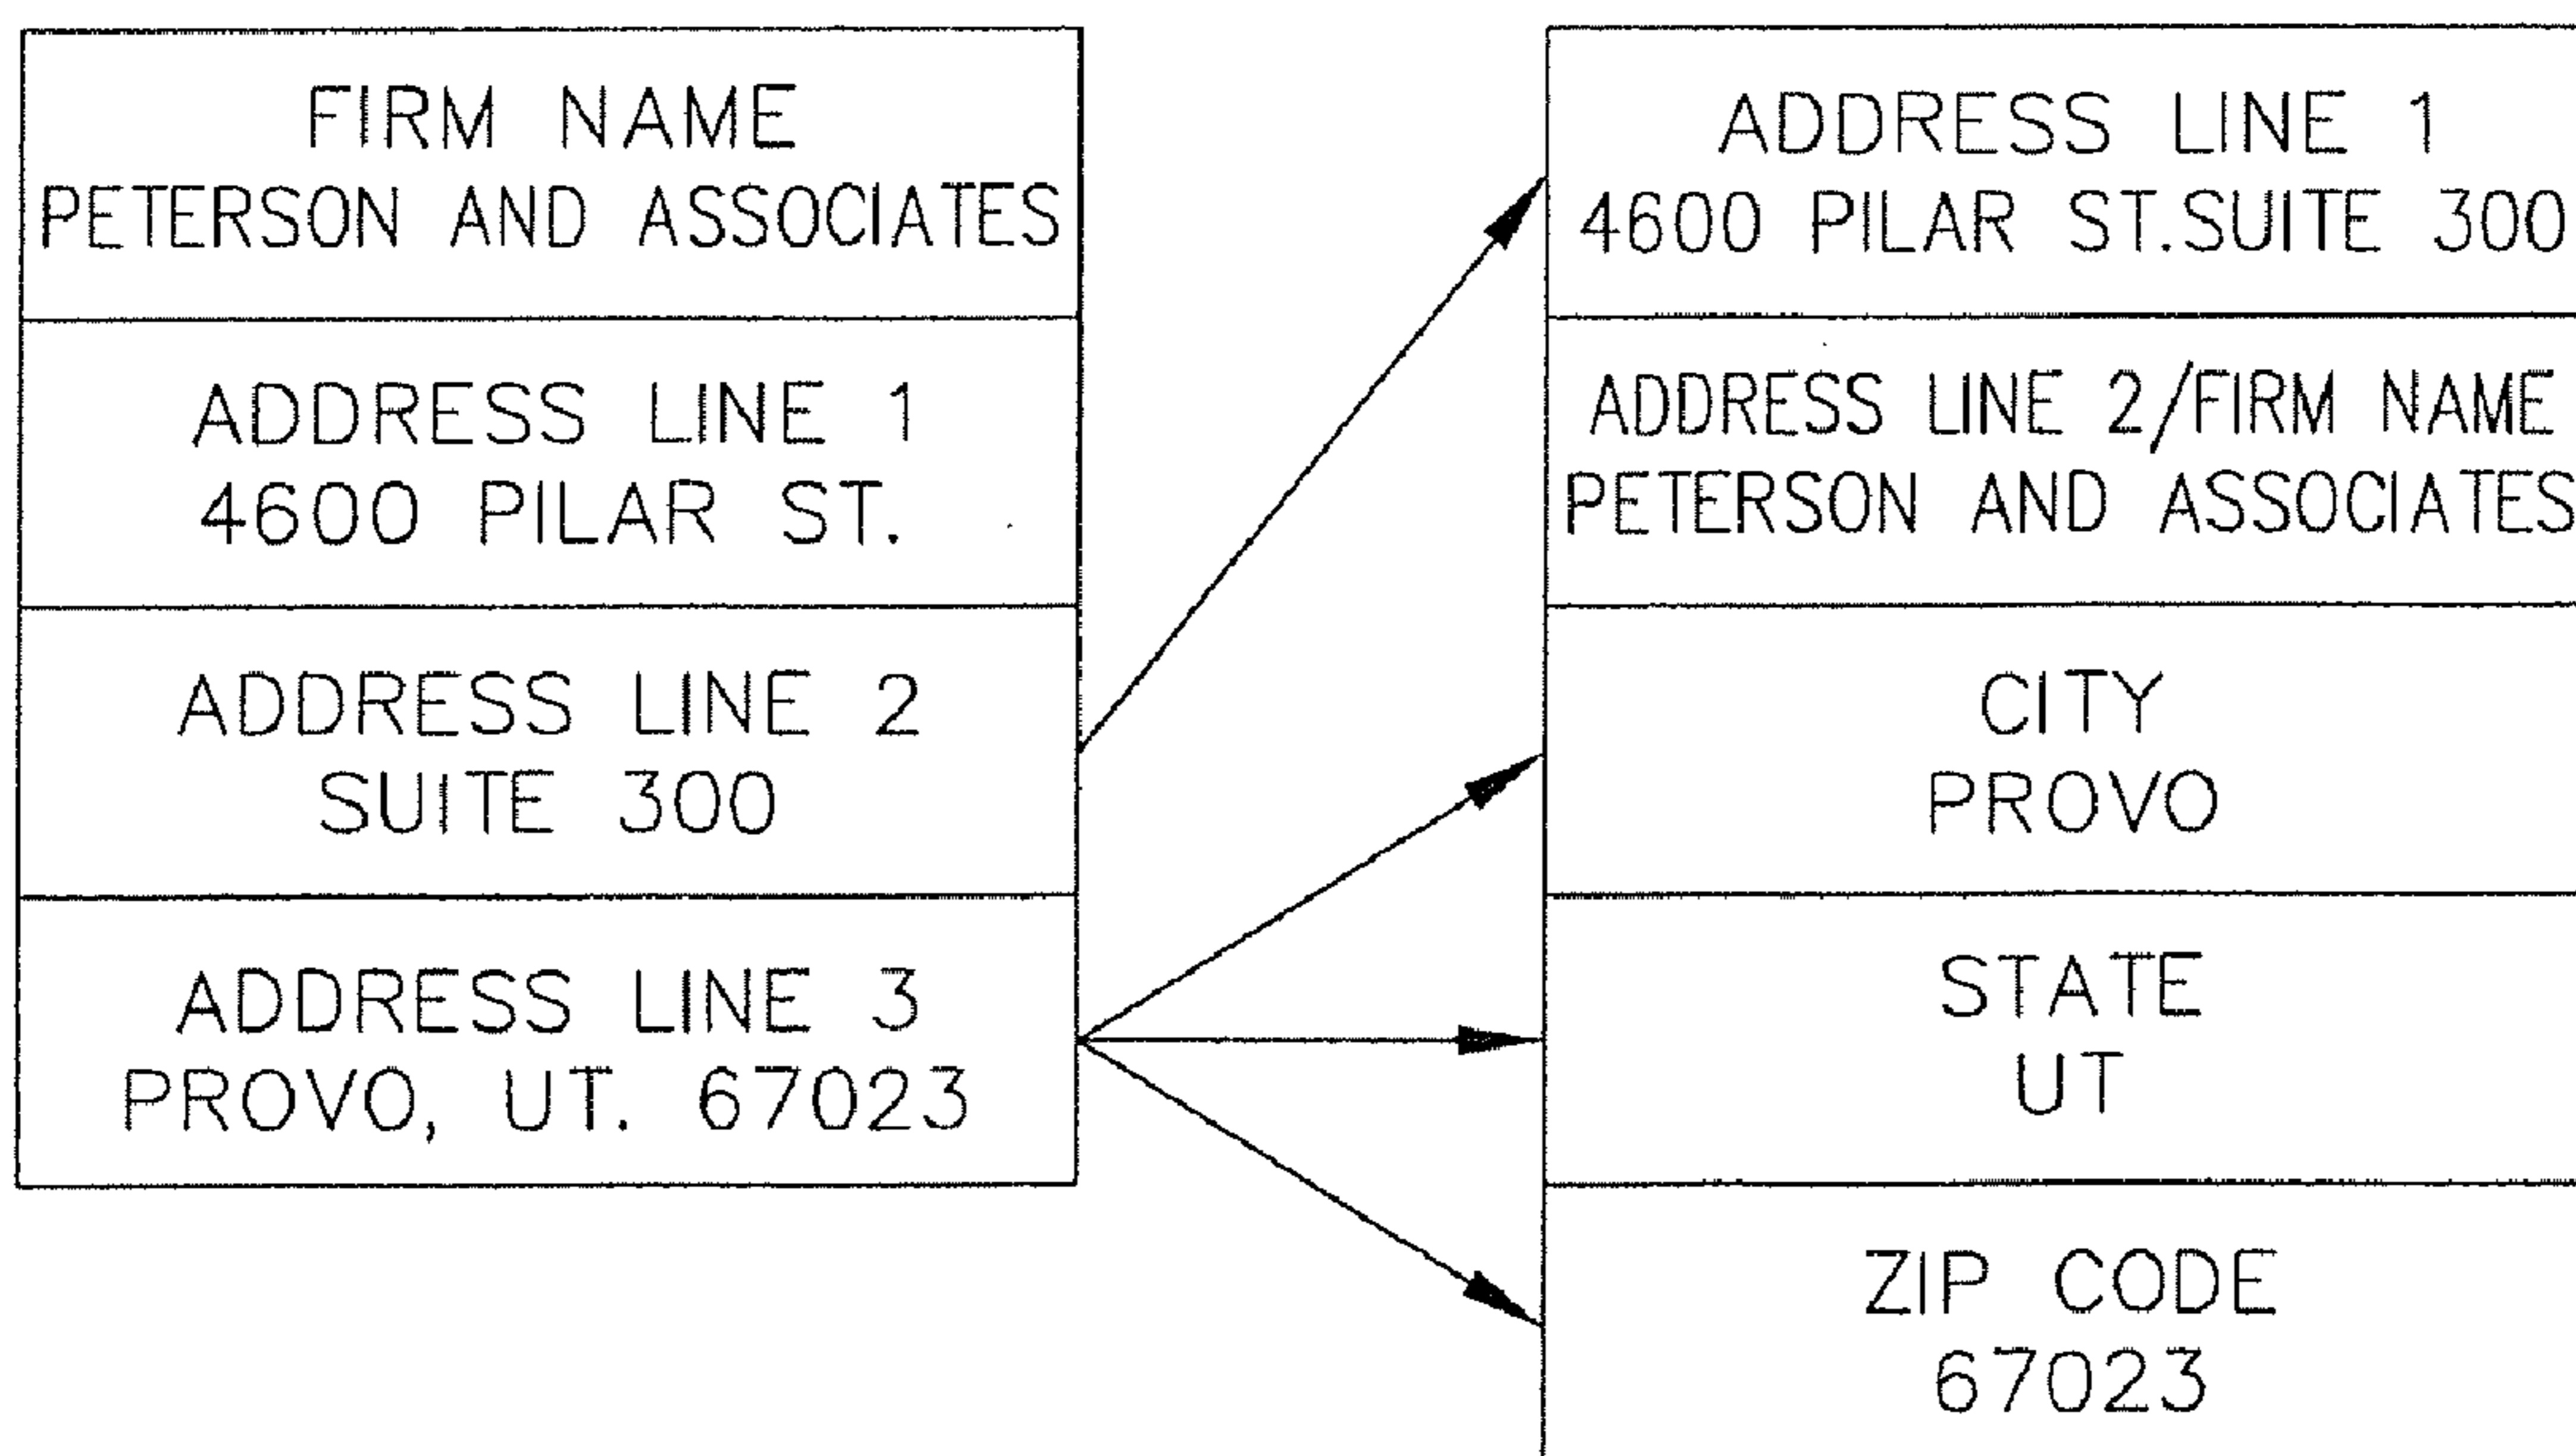 FIRM NAME
PETERSON AND ASSOCIATES
ADDRESS LINE 1
4600 PILAR ST.
ADDRESS LINE 2
SUITE 300
ADDRESS LINE 3
PROVO, UT. 67023
ADDRESS LINE 1
4600 PILAR ST.SUITE 300
ADDRESS LINE 2/FIRM NAME
PETERSON AND ASSOCIATES
CITY
PROVO
STATE
UT
ZIP CODE
67023